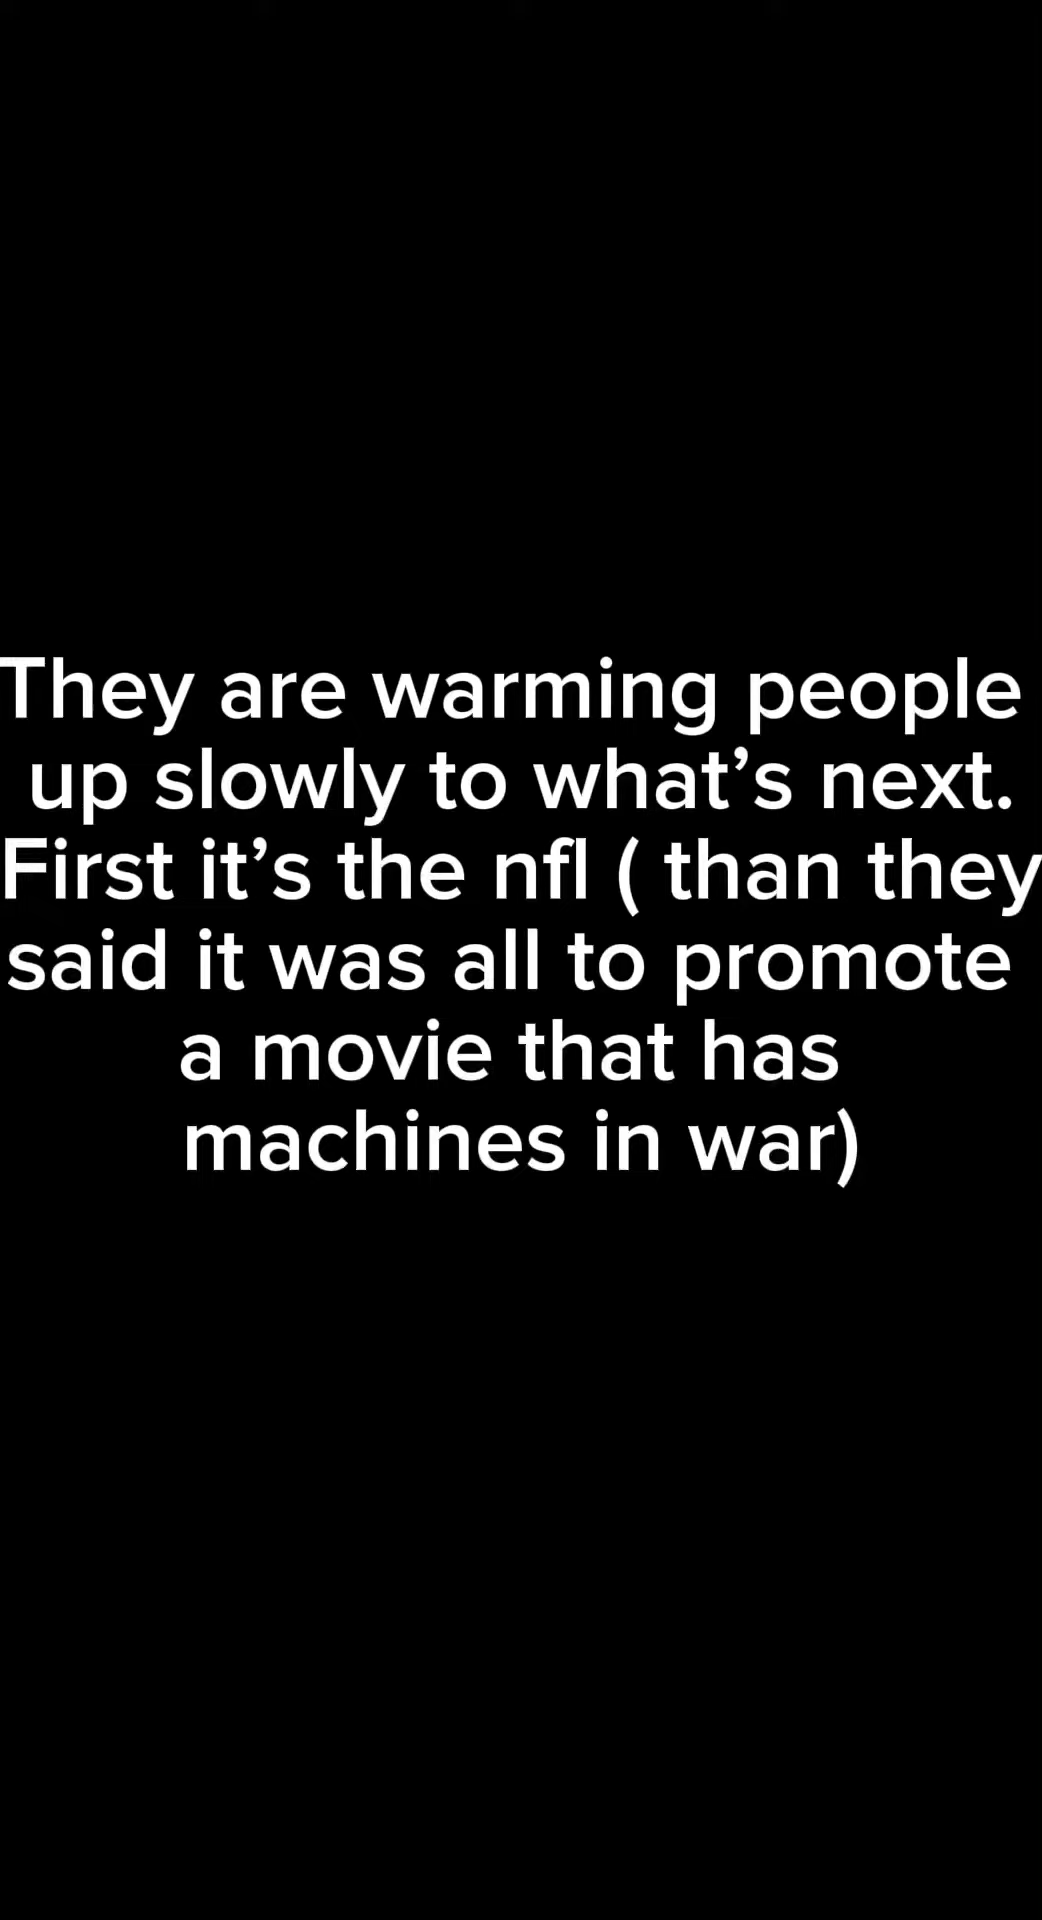 They are warming people
up slowly to what’s next.
First it’s the nfl ( than they
said it was all to promote
a movie that has
machines in war)